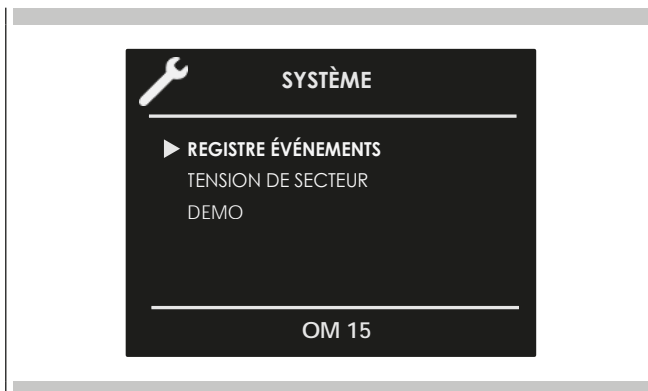 SYSTÈME
REGISTRE ÉVÉNEMENTS
TENSION DE SECTEUR
DEMO
OM 15